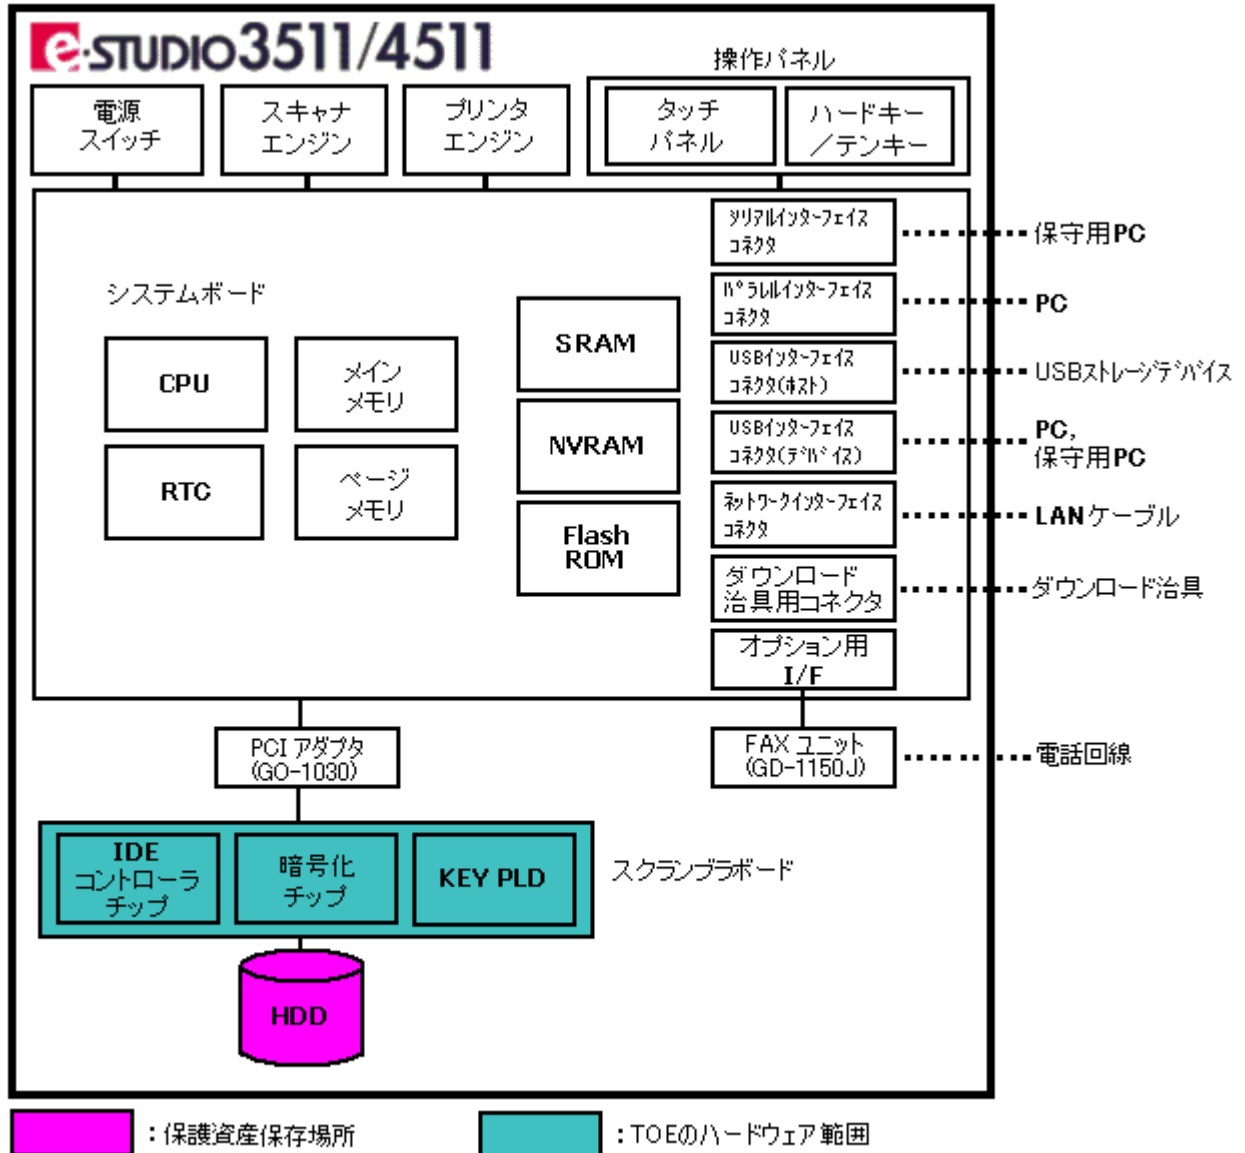 e-STUDIO3511/4511
操作パネル
電源
スイッチ
スキャナ
エンジン
プリンタ
エンジン
タッチ
パネル
ハードキー
／テンキー
システムボード
CPU
メイン
メモリ
RTC
ページ
メモリ
SRAM
NVRAM
Flash
ROM
ｼﾘｱﾙｲﾝﾀｰﾌｪｲｽ
ｺﾈｸﾀ
保守用PC
ﾊﾟﾗﾚﾙｲﾝﾀｰﾌｪｲｽ
ｺﾈｸﾀ
PC
USBｲﾝﾀｰﾌｪｲｽ
ｺﾈｸﾀ(ﾎｽﾄ)
USBｽﾄﾚｰｼﾞﾃﾞﾊﾞｲｽ
USBｲﾝﾀｰﾌｪｲｽ
ｺﾈｸﾀ(ﾃﾞﾊﾞｲｽ)
PC,
保守用PC
ﾈｯﾄﾜｰｸｲﾝﾀｰﾌｪｲｽ
ｺﾈｸﾀ
LANケーブル
ダウンロード
治具用コネクタ
ダウンロード治具
オプション用
I/F
PCI アダプタ
(GO-1030)
FAX ユニット
(GD-1150J)
電話回線
IDE
コントローラ
チップ
暗号化
チップ
KEY PLD
スクランブラボード
HDD
：保護資産保存場所
：TOEのハードウェア範囲